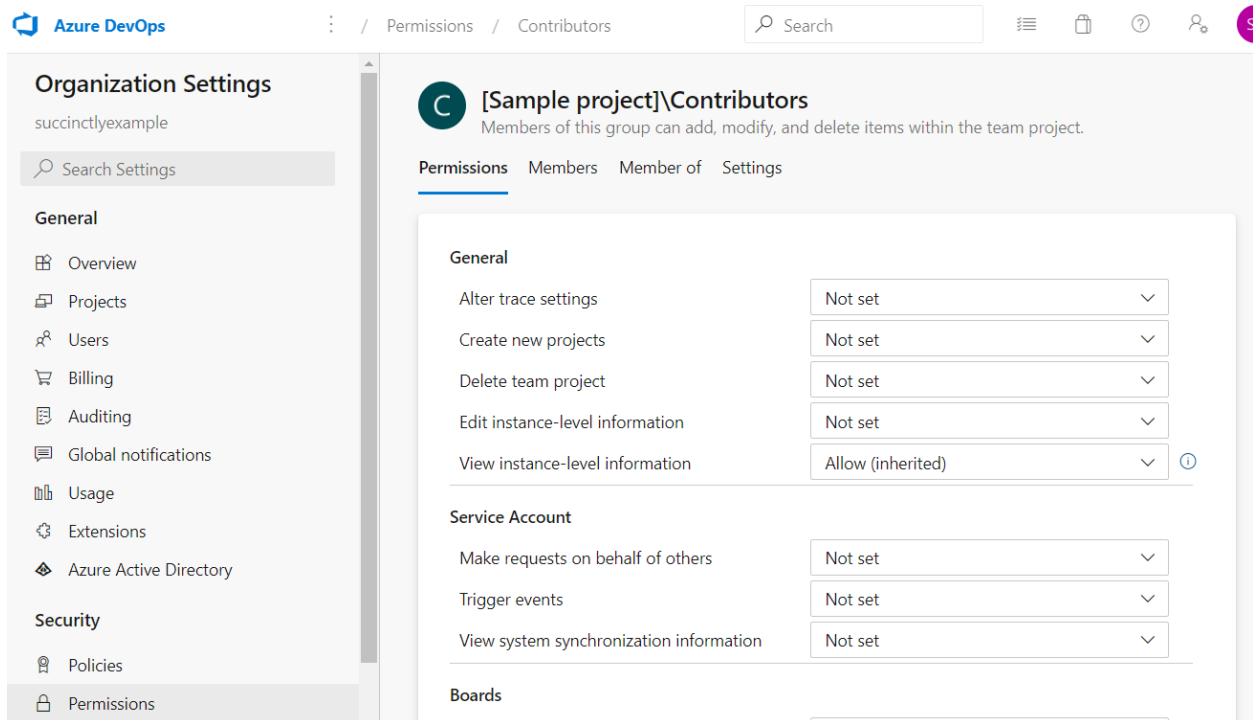 Azure DevOps / Permissions / Contributors Search S
Organization Settings
succinctlyexample
Search Settings
General
Overview
Projects
Users
Billing
Auditing
Global notifications
Usage
Extensions
Azure Active Directory
Security
Policies
Permissions
C
[Sample project]\Contributors
Members of this group can add, modify, and delete items within the team project.
Permissions Members Member of Settings
General
Alter trace settings Not set
Create new projects Not set
Delete team project Not set
Edit instance-level information Not set
View instance-level information Allow (inherited)
Service Account
Make requests on behalf of others Not set
Trigger events Not set
View system synchronization information Not set
Boards